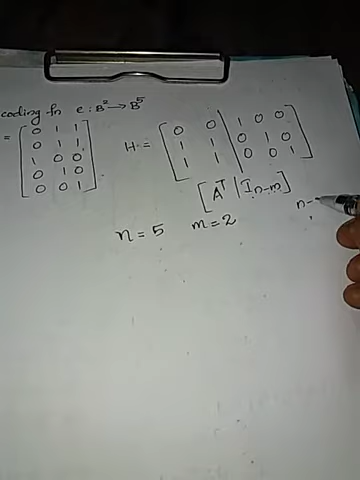 coding fn e : B² → B⁵
= [ 0 1 1
0 1 1
1 0 0
0 1 0
0 0 1 ]
H = [ 0 0 | 1 0 0
1 1 | 0 1 0
1 1 | 0 0 1 ]
[ Aᵀ | Iₙ₋ₘ ]
n = 5 m = 2
n -